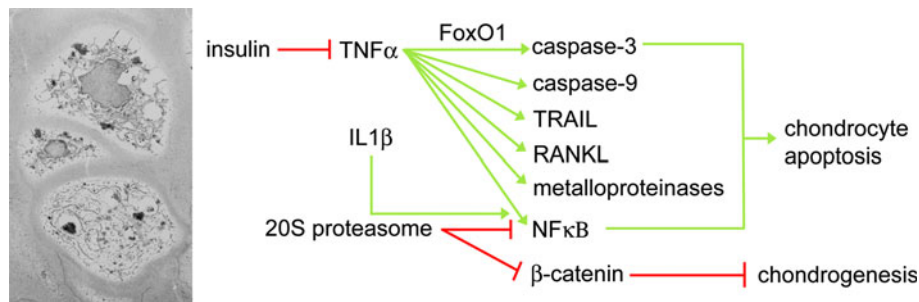 FoxO1
insulin TNFα caspase-3
caspase-9
TRAIL
IL1β
RANKL
chondrocyte
apoptosis
metalloproteinases
20S proteasome NFκB
β-catenin chondrogenesis